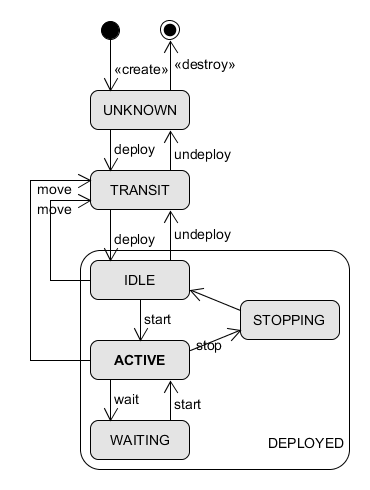 «create»
«destroy»
UNKNOWN
deploy
undeploy
move
TRANSIT
move
deploy
undeploy
IDLE
start
STOPPING
stop
ACTIVE
wait
start
WAITING
DEPLOYED